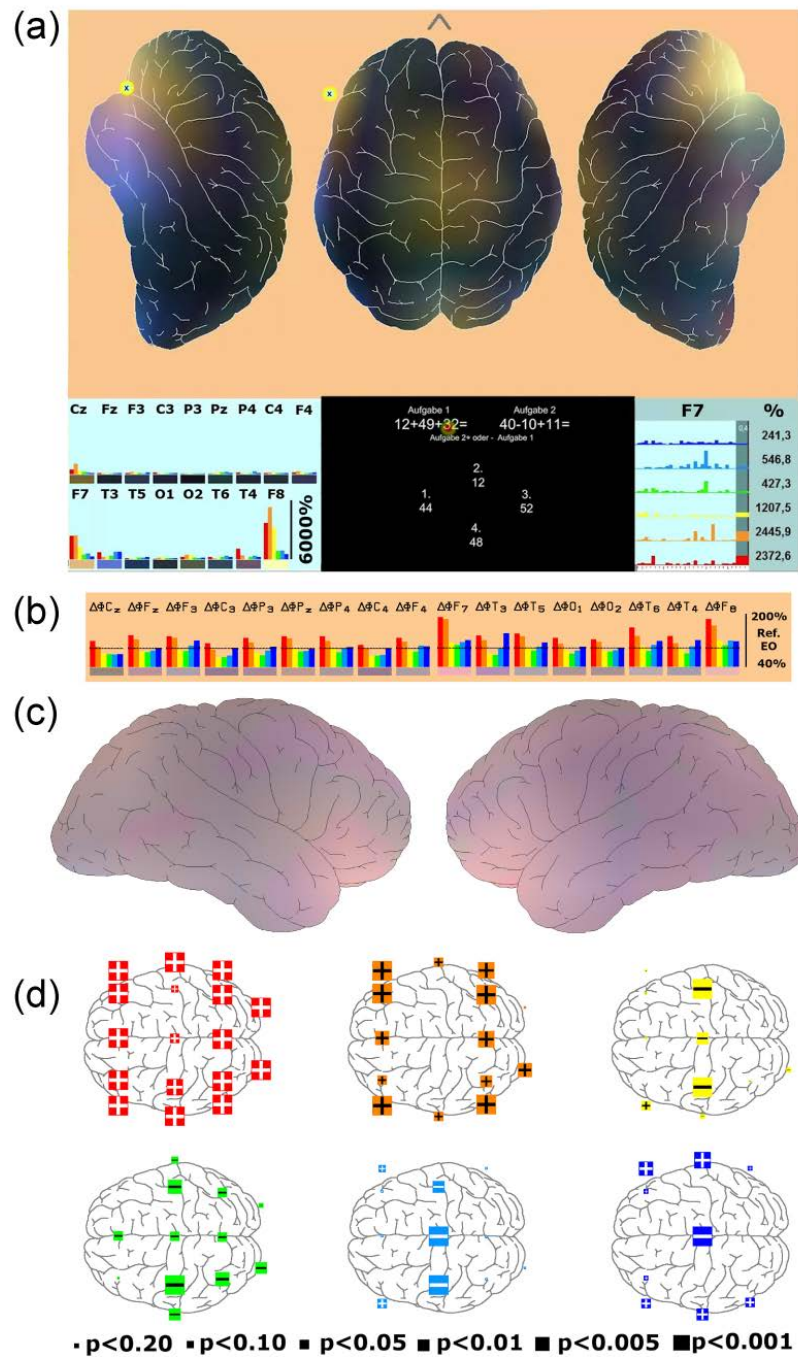 (a)
x
x
Cz Fz F3 C3 P3 Pz P4 C4 F4
F7 T3 T5 O1 O2 T6 T4 F8
6000%
Aufgabe 1 Aufgabe 2
12+49+32= 40-10+11=
Aufgabe 2+ oder - Aufgabe 1
2.
12
1. 3.
44 52
4.
48
F7 %
0,4
241,3
546,8
427,3
1207,5
2445,9
2372,6
(b)
ΔΦCz ΔΦFz ΔΦF3 ΔΦC3 ΔΦP3 ΔΦPz ΔΦP4 ΔΦC4 ΔΦF4 ΔΦF7 ΔΦT3 ΔΦT5 ΔΦO1 ΔΦO2 ΔΦT6 ΔΦT4 ΔΦF8
200%
Ref.
EO
40%
(c)
(d)
p<0.20 p<0.10 p<0.05 p<0.01 p<0.005 p<0.001